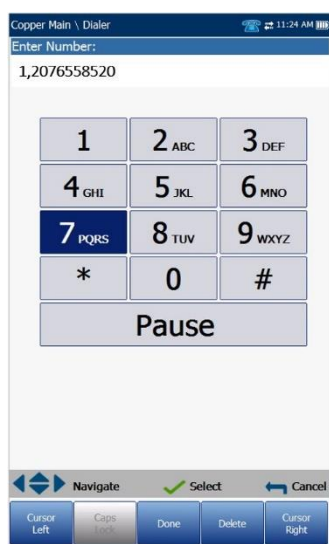 Copper Main \ Dialer 11:24 AM
Enter Number:
1,2076558520
1 2 ABC 3 DEF
4 GHI 5 JKL 6 MNO
7 PQRS 8 TUV 9 WXYZ
* 0 #
Pause
Navigate Select Cancel
Cursor Left Caps Lock Done Delete Cursor Right